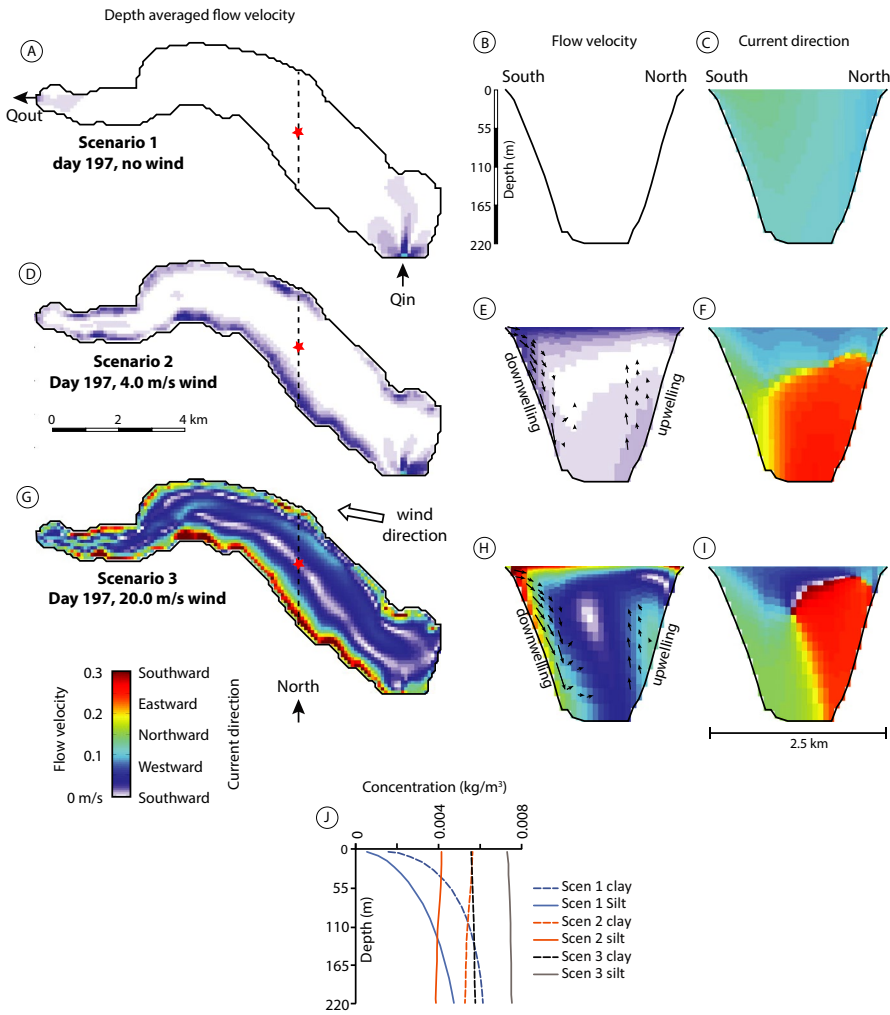 Depth averaged flow velocity
A
Qout
Scenario 1
day 197, no wind
Qin
B
Flow velocity
South
North
0
55
110
165
220
Depth (m)
C
Current direction
South
North
D
Scenario 2
Day 197, 4.0 m/s wind
0 2 4 km
E
downwelling
upwelling
F
G
wind
direction
Scenario 3
Day 197, 20.0 m/s wind
North
Flow velocity
0.3
0.2
0.1
0 m/s
Southward
Eastward
Northward
Westward
Southward
Current direction
H
downwelling
upwelling
I
2.5 km
Concentration (kg/m³)
J
0
0.004
0.008
0
55
110
165
220
Depth (m)
Scen 1 clay
Scen 1 Silt
Scen 2 clay
Scen 2 silt
Scen 3 clay
Scen 3 silt